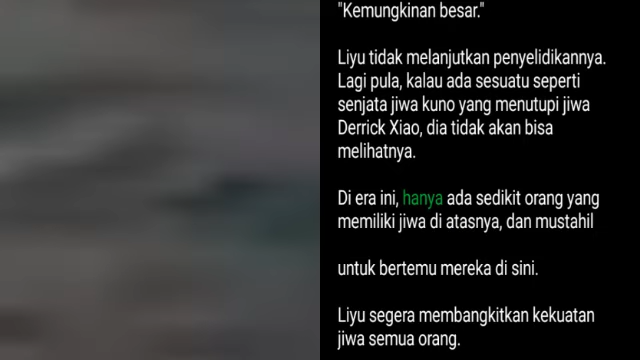 "Kemungkinan besar."
Liyu tidak melanjutkan penyelidikannya.
Lagi pula, kalau ada sesuatu seperti
senjata jiwa kuno yang menutupi jiwa
Derrick Xiao, dia tidak akan bisa
melihatnya.
Di era ini, hanya ada sedikit orang yang
memiliki jiwa di atasnya, dan mustahil
untuk bertemu mereka di sini.
Liyu segera membangkitkan kekuatan
jiwa semua orang.